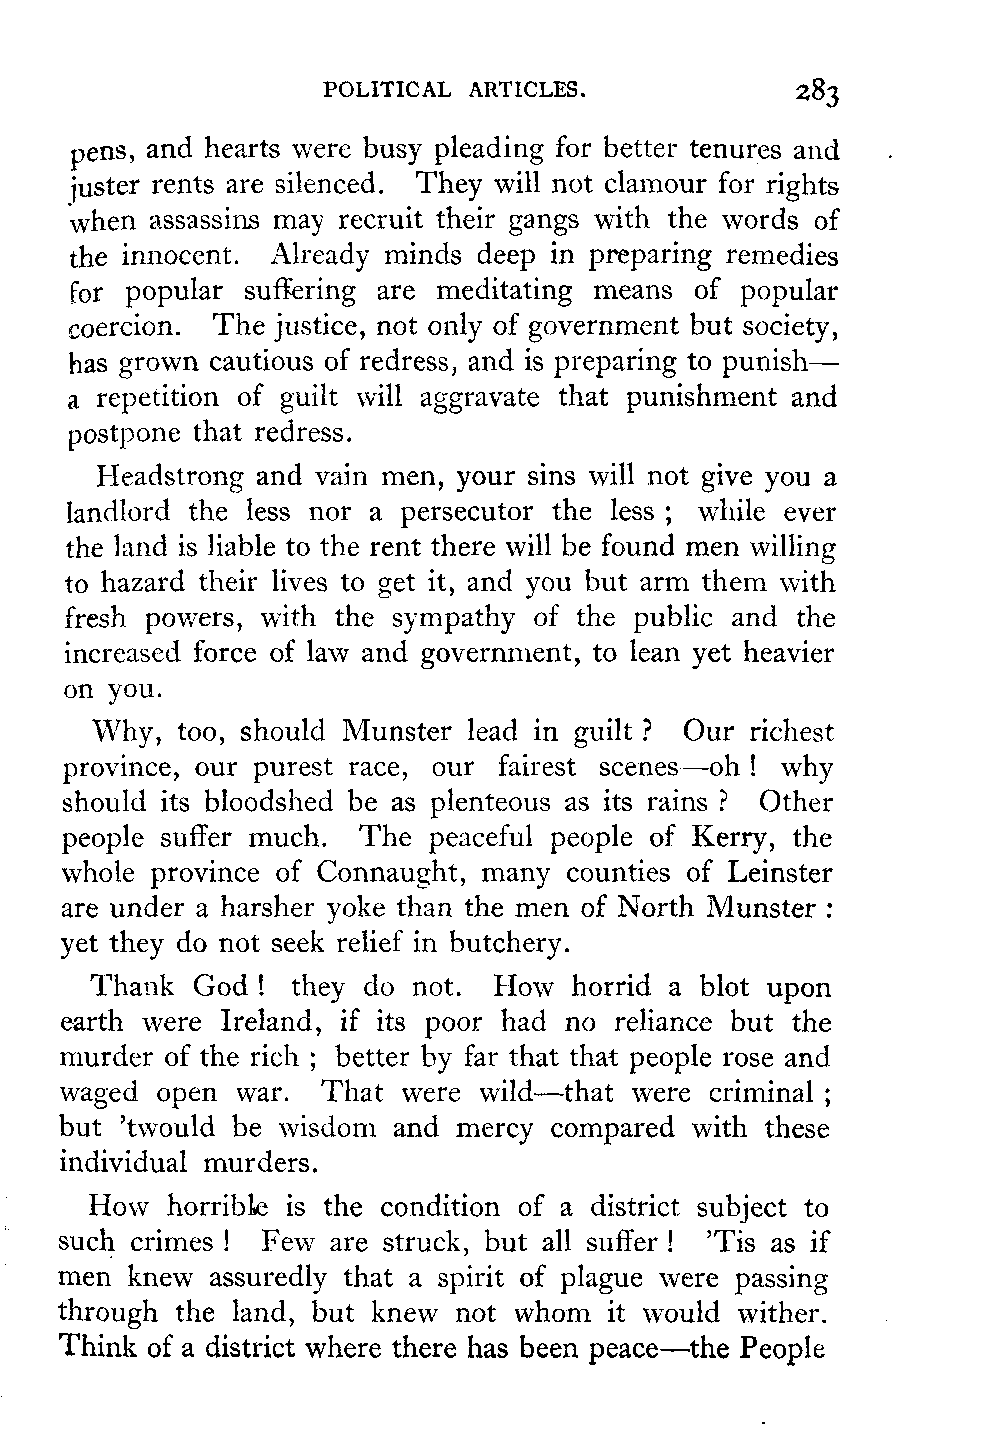 POLITICAL ARTICLES. 283
pens, and hearts were busy pleading for better tenures and
juster rents are silenced. They will not clamour for rights
when assassins may recruit their gangs with the words of
the innocent. Already minds deep in preparing remedies
for popular suffering are meditating means of popular
coercion. The justice, not only of government but society,
has grown cautious of redress, and is preparing to punish—
a repetition of guilt will aggravate that punishment and
postpone that redress.
Headstrong and vain men, your sins will not give you a
landlord the less nor a persecutor the less ; while ever
the land is liable to the rent there will be found men willing
to hazard their lives to get it, and you but arm them with
fresh powers, with the sympathy of the public and the
increased force of law and government, to lean yet heavier
on you.
Why, too, should Munster lead in guilt ? Our richest
province, our purest race, our fairest scenes—oh ! why
should its bloodshed be as plenteous as its rains ? Other
people suffer much. The peaceful people of Kerry, the
whole province of Connaught, many counties of Leinster
are under a harsher yoke than the men of North Munster :
yet they do not seek relief in butchery.
Thank God ! they do not. How horrid a blot upon
earth were Ireland, if its poor had no reliance but the
murder of the rich ; better by far that that people rose and
waged open war. That were wild—that were criminal ;
but 'twould be wisdom and mercy compared with these
individual murders.
How horrible is the condition of a district subject to
such crimes ! Few are struck, but all suffer ! 'Tis as if
men knew assuredly that a spirit of plague were passing
through the land, but knew not whom it would wither.
Think of a district where there has been peace—the People